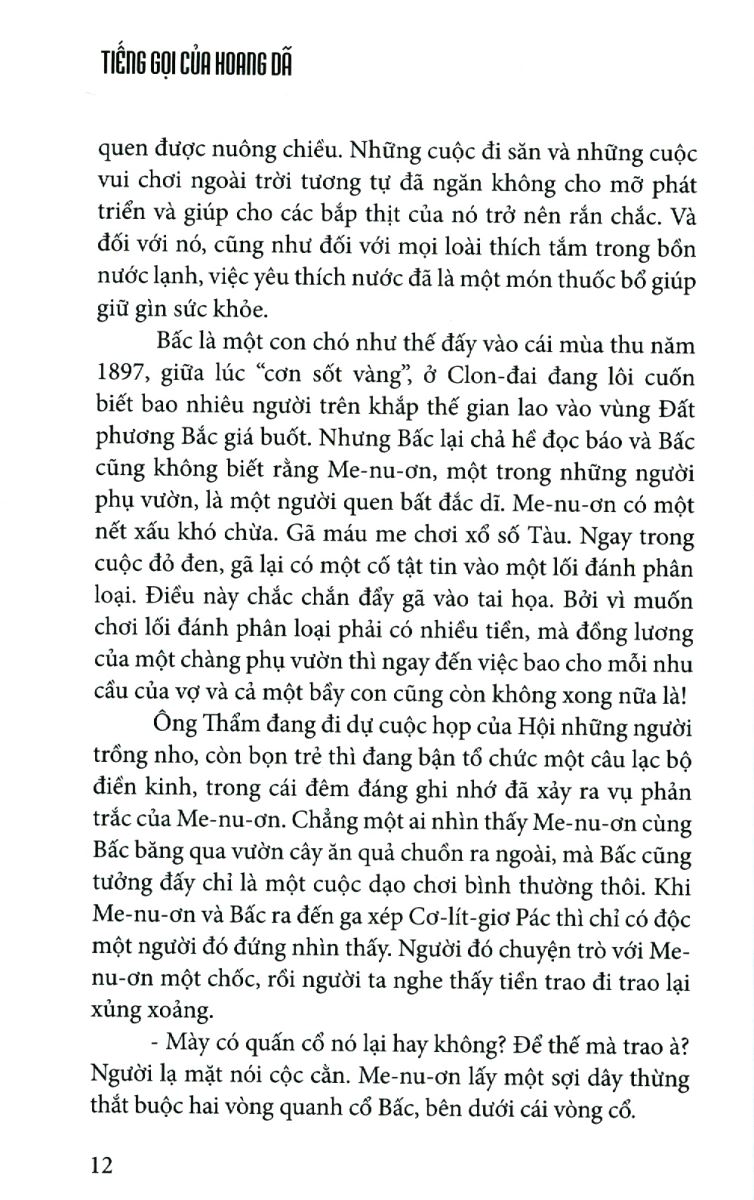 TIẾNG GỌI CỦA HOANG DÃ
quen được nuông chiều. Những cuộc đi săn và những cuộc
vui chơi ngoài trời tương tự đã ngăn không cho mỡ phát
triển và giúp cho các bắp thịt của nó trở nên rắn chắc. Và
đối với nó, cũng như đối với mọi loài thích tắm trong bồn
nước lạnh, việc yêu thích nước đã là một món thuốc bổ giúp
giữ gìn sức khỏe.
Bấc là một con chó như thế đấy vào cái mùa thu năm
1897, giữa lúc “cơn sốt vàng”, ở Clon-đai đang lôi cuốn
biết bao nhiêu người trên khắp thế gian lao vào vùng Đất
phương Bắc giá buốt. Nhưng Bấc lại chả hề đọc báo và Bấc
cũng không biết rằng Me-nu-ơn, một trong những người
phụ vườn, là một người quen bất đắc dĩ. Me-nu-ơn có một
nết xấu khó chừa. Gã máu me chơi xổ số Tàu. Ngay trong
cuộc đỏ đen, gã lại có một cố tật tin vào một lối đánh phân
loại. Điều này chắc chắn đẩy gã vào tai họa. Bởi vì muốn
chơi lối đánh phân loại phải có nhiều tiền, mà đồng lương
của một chàng phụ vườn thì ngay đến việc bao cho mỗi nhu
cầu của vợ và cả một bầy con cũng còn không xong nữa là!
Ông Thẩm đang đi dự cuộc họp của Hội những người
trồng nho, còn bọn trẻ thì đang bận tổ chức một câu lạc bộ
điền kinh, trong cái đêm đáng ghi nhớ đã xảy ra vụ phản
trắc của Me-nu-ơn. Chẳng một ai nhìn thấy Me-nu-ơn cùng
Bấc băng qua vườn cây ăn quả chuồn ra ngoài, mà Bấc cũng
tưởng đấy chỉ là một cuộc dạo chơi bình thường thôi. Khi
Me-nu-ơn và Bấc ra đến ga xép Cơ-lít-giơ Pác thì chỉ có độc
một người đó đứng nhìn thấy. Người đó chuyện trò với Me-
nu-ơn một chốc, rồi người ta nghe thấy tiền trao đi trao lại
xủng xoảng.
- Mày có quấn cổ nó lại hay không? Để thế mà trao à?
Người lạ mặt nói cộc cằn. Me-nu-ơn lấy một sợi dây thừng
thắt buộc hai vòng quanh cổ Bấc, bên dưới cái vòng cổ.
12